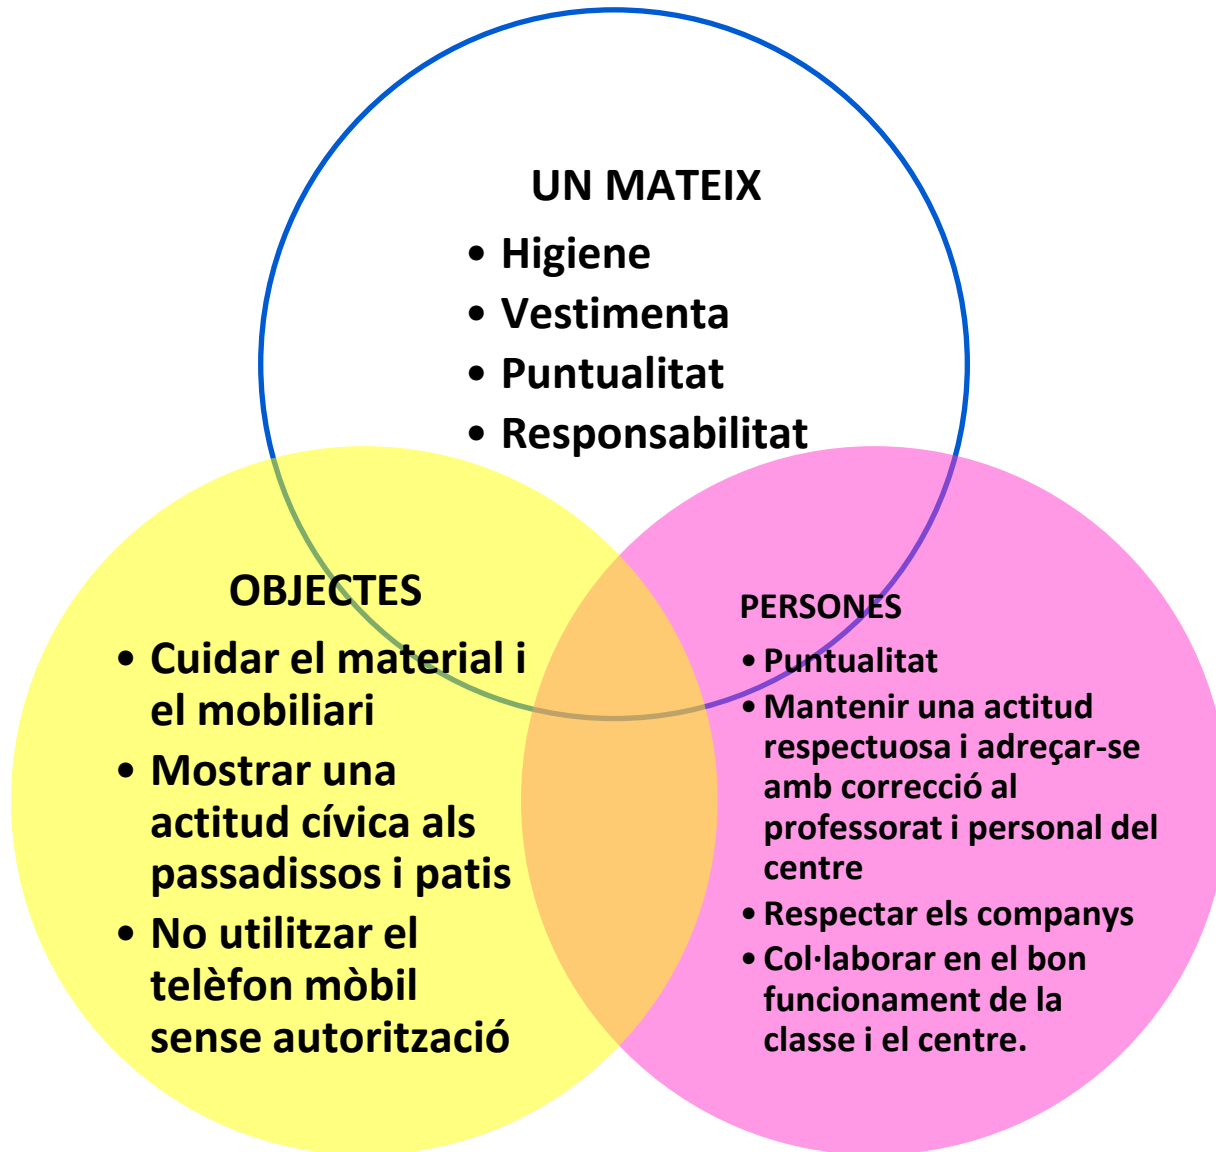 UN MATEIX
• Higiene
• Vestimenta
• Puntualitat
• Responsabilitat
OBJECTES
• Cuidar el material i
el mobiliari
• Mostrar una
actitud cívica als
passadissos i patis
• No utilitzar el
telèfon mòbil
sense autorització
PERSONES
• Puntualitat
• Mantenir una actitud
respectuosa i adreçar-se
amb correcció al
professorat i personal del
centre
• Respectar els companys
• Col·laborar en el bon
funcionament de la
classe i el centre.